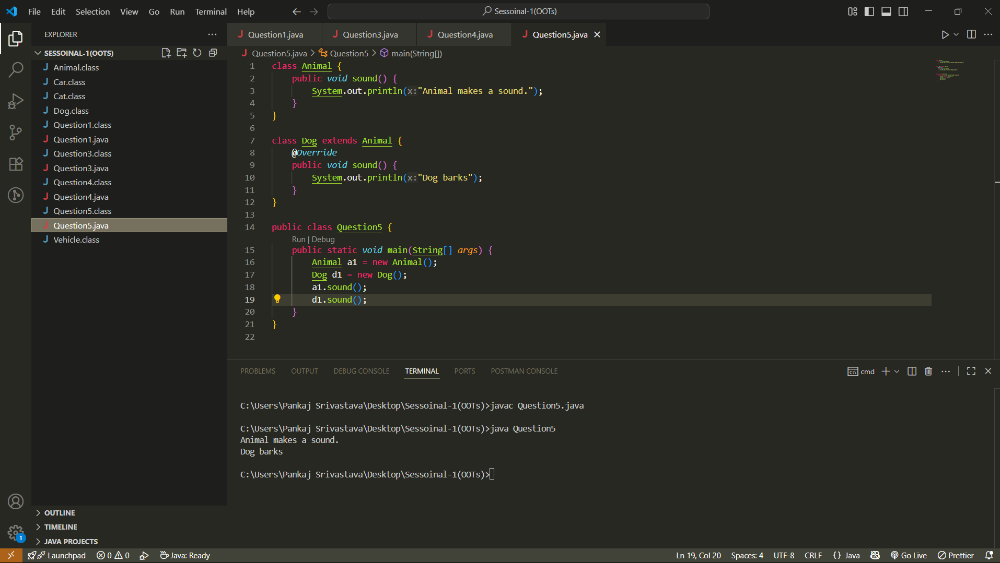 File Edit Selection View Go Run Terminal Help
Sessoinal-1(OOTs)
EXPLORER
SESSOINAL-1(OOTS)
Animal.class
Car.class
Cat.class
Dog.class
Question1.class
Question1.java
Question3.class
Question3.java
Question4.class
Question4.java
Question5.class
Question5.java
Vehicle.class
OUTLINE
TIMELINE
JAVA PROJECTS
Question1.java Question3.java Question4.java Question5.java
Question5.java > Question5 > main(String[])
1 class Animal {
2 public void sound() {
3 System.out.println(x:"Animal makes a sound.");
4 }
5 }
6
7 class Dog extends Animal {
8 @Override
9 public void sound() {
10 System.out.println(x:"Dog barks");
11 }
12 }
13
14 public class Question5 {
Run | Debug
15 public static void main(String[] args) {
16 Animal a1 = new Animal();
17 Dog d1 = new Dog();
18 a1.sound();
19 d1.sound();
20 }
21 }
22
PROBLEMS OUTPUT DEBUG CONSOLE TERMINAL PORTS POSTMAN CONSOLE
cmd
C:\Users\Pankaj Srivastava\Desktop\Sessoinal-1(OOTs)>javac Question5.java
C:\Users\Pankaj Srivastava\Desktop\Sessoinal-1(OOTs)>java Question5
Animal makes a sound.
Dog barks
C:\Users\Pankaj Srivastava\Desktop\Sessoinal-1(OOTs)>
1
Launchpad 0 0 Java: Ready
Ln 19, Col 20 Spaces: 4 UTF-8 CRLF {} Java Go Live Prettier